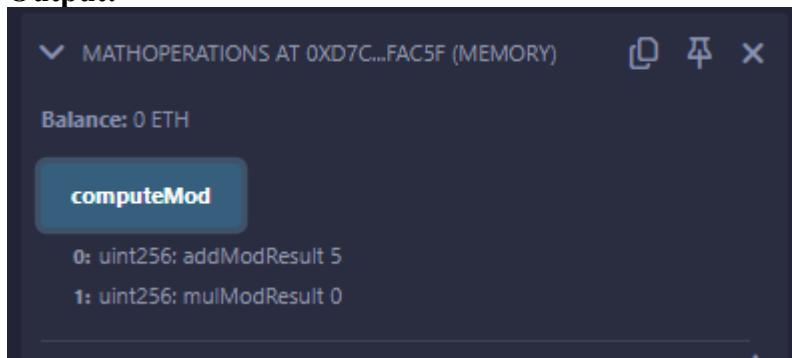 Output:
MATHOPERATIONS AT 0XD7C...FAC5F (MEMORY)
Balance: 0 ETH
computeMod
0: uint256: addModResult 5
1: uint256: mulModResult 0